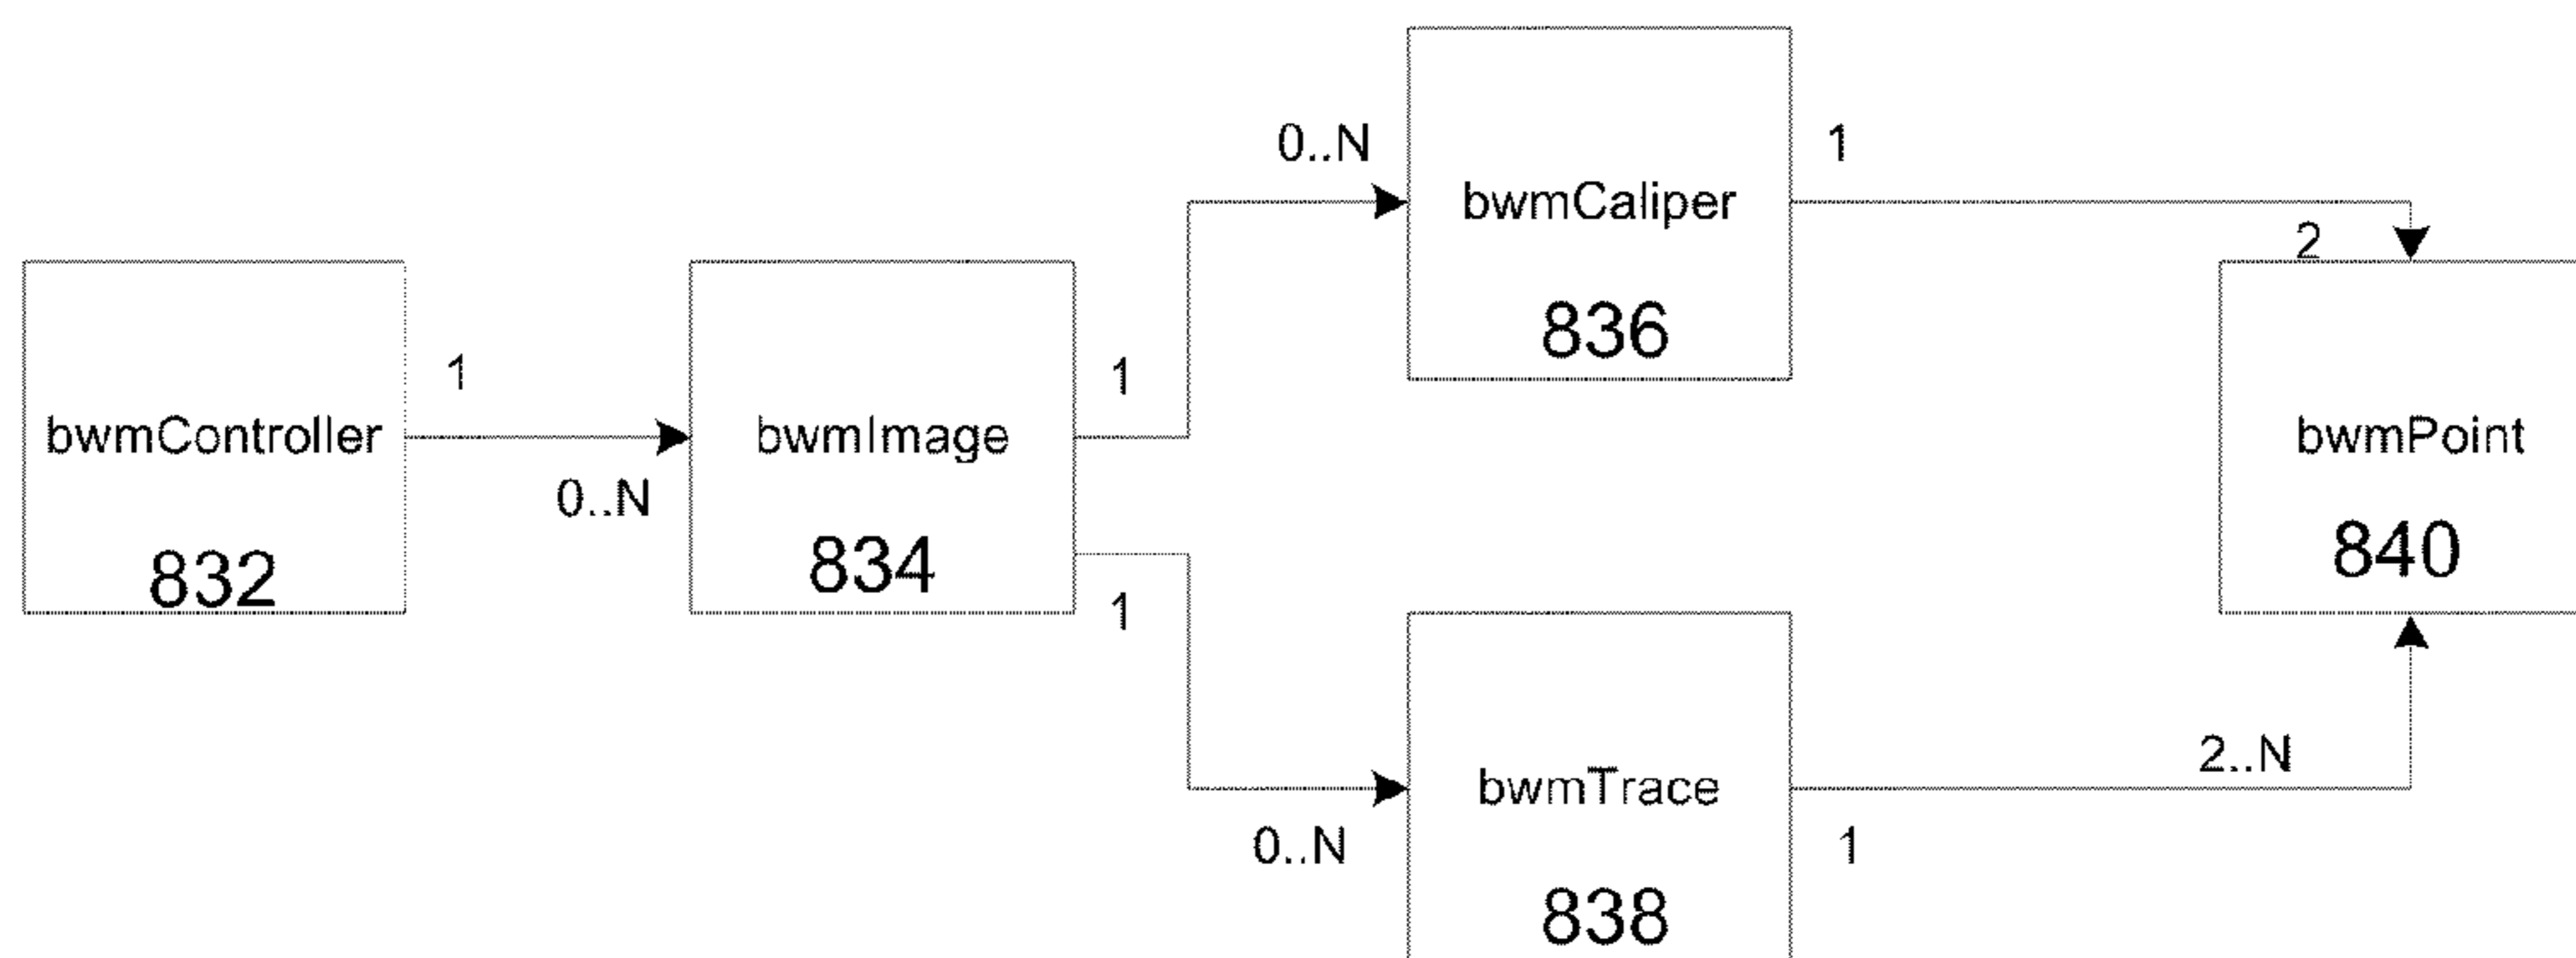 bwmController
832
1
0..N
bwmImage
834
1
1
0..N
bwmCaliper
836
1
2
0..N
bwmTrace
838
1
2..N
bwmPoint
840